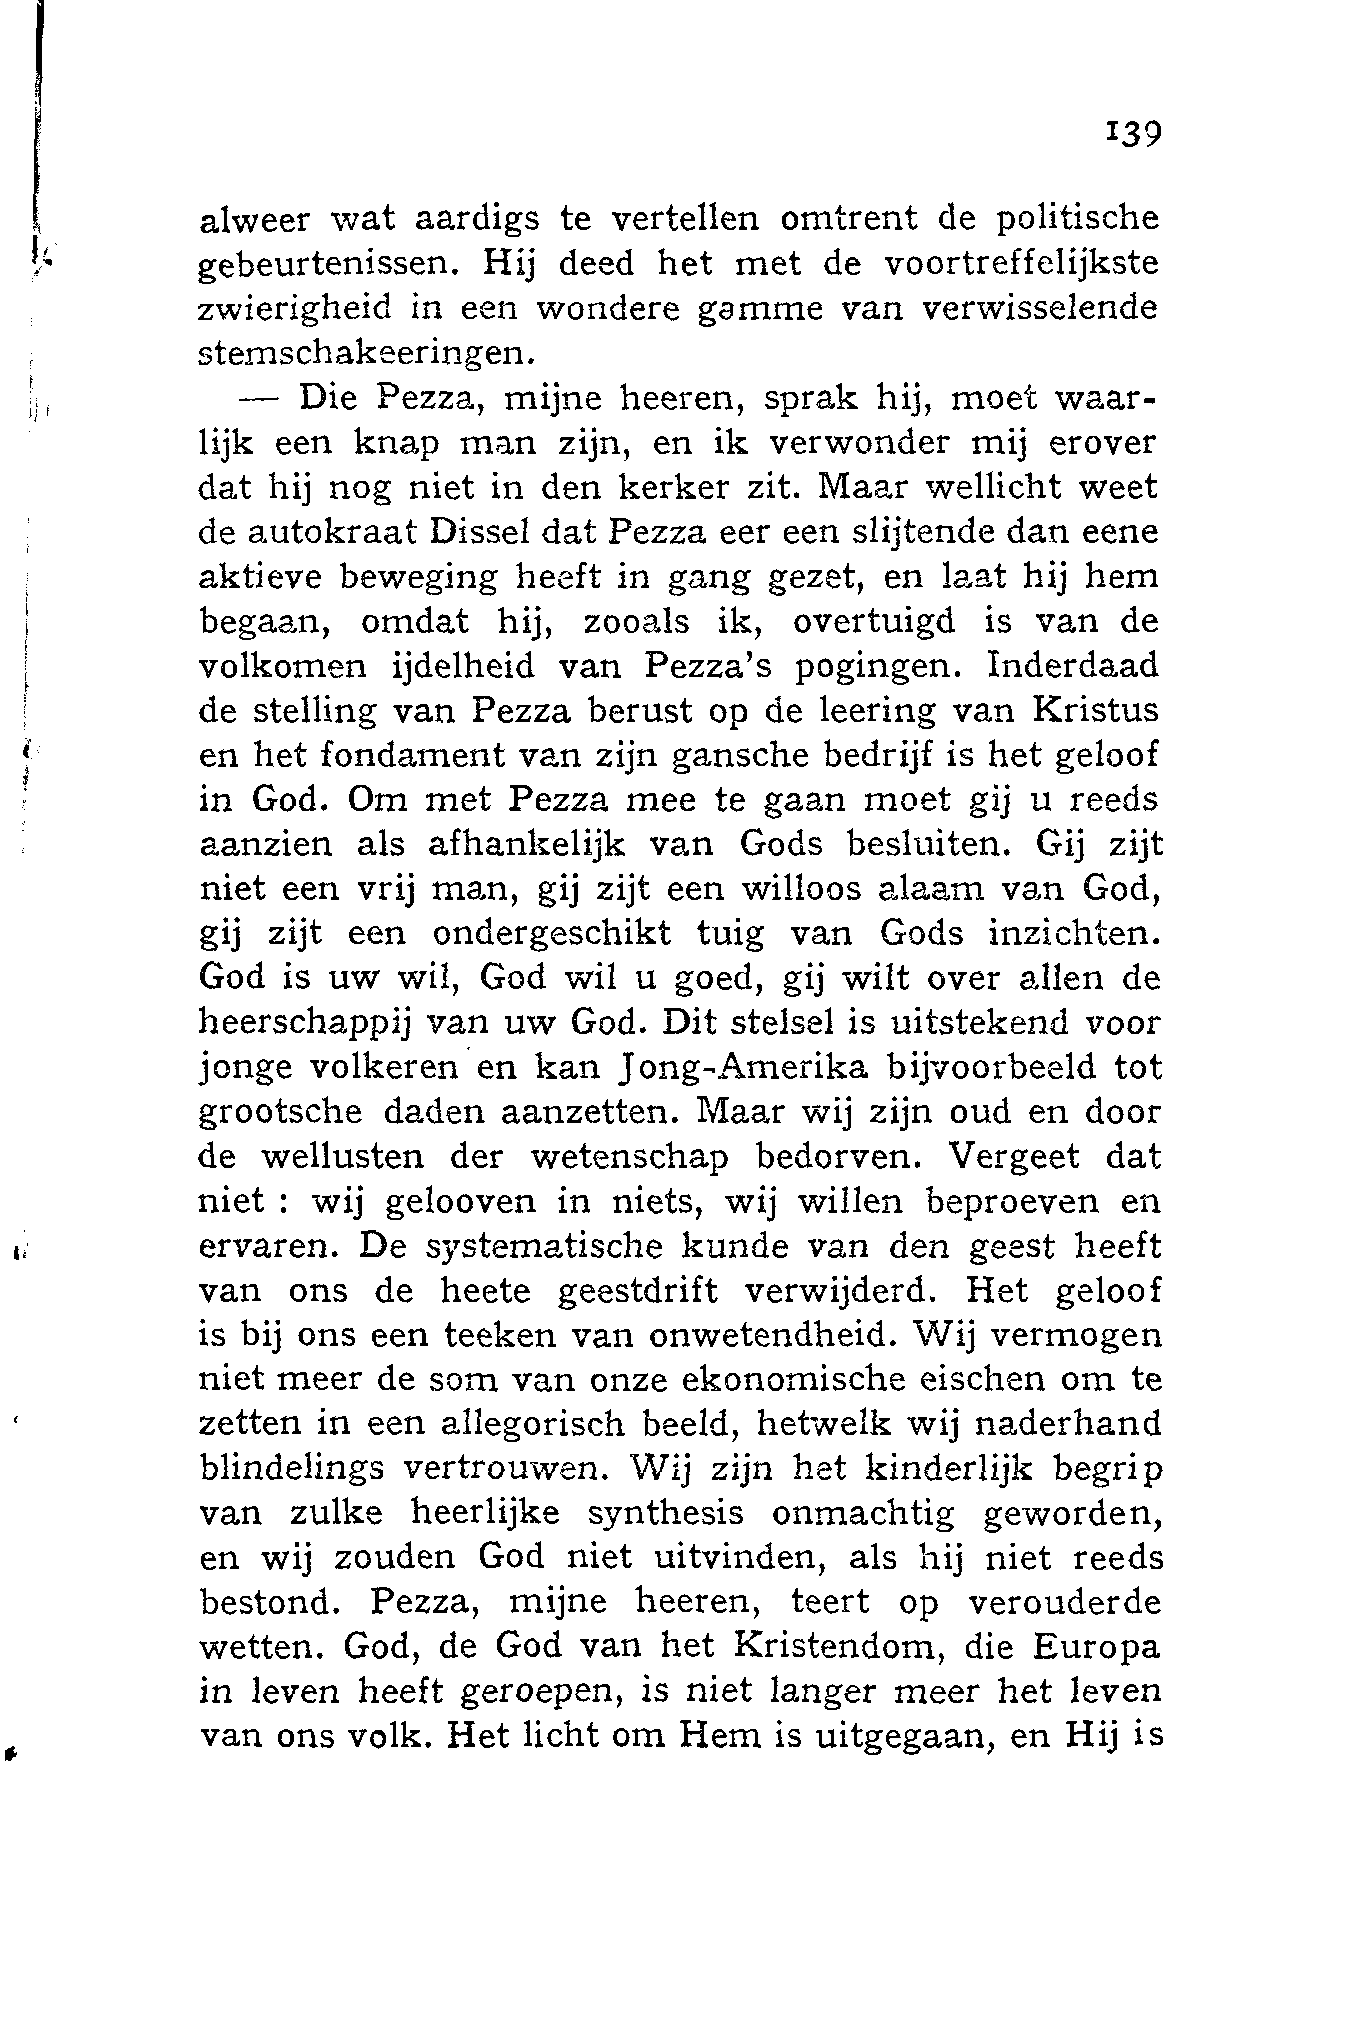 139
alweer wat aardigs te vertellen omtrent de politische
gebeurtenissen. Hij deed het met de voortreffelijkste
zwierigheid in een wondere gamme van verwisselende
stemschakeeringen.
— Die Pezza, mijne heeren, sprak hij, moet waar-
lijk een knap man zijn, en ik verwonder mij erover
dat hij nog niet in den kerker zit. Maar wellicht weet
de autokraat Dissel dat Pezza eer een slijtende dan eene
aktieve beweging heeft in gang gezet, en laat hij hem
begaan, omdat hij, zooals ik, overtuigd is van de
volkomen ijdelheid van Pezza's pogingen. Inderdaad
de stelling van Pezza berust op de leering van Kristus
en het fondament van zijn gansche bedrijf is het geloof
in God. Om met Pezza mee te gaan moet gij u reeds
aanzien als afhankelijk van Gods besluiten. Gij zijt
niet een vrij man, gij zijt een willoos alaam van God,
gij zijt een ondergeschikt tuig van Gods inzichten.
God is uw wil, God wil u goed, gij wilt over allen de
heerschappij van uw God. Dit stelsel is uitstekend voor
jonge volkeren en kan Jong-Amerika bijvoorbeeld tot
grootsche daden aanzetten. Maar wij zijn oud en door
de wellusten der wetenschap bedorven. Vergeet dat
niet : wij gelooven in niets, wij willen beproeven en
ervaren. De systematische kunde van den geest heeft
van ons de heete geestdrift verwijderd. Het geloof
is bij ons een teeken van onwetendheid. Wij vermogen
niet meer de som van onze ekonomische eischen om te
zetten in een allegorisch beeld, hetwelk wij naderhand
blindelings vertrouwen. Wij zijn het kinderlijk begrip
van zulke heerlijke synthesis onmachtig geworden,
en wij zouden God niet uitvinden, als hij niet reeds
bestond. Pezza, mijne heeren, teert op verouderde
wetten. God, de God van het Kristendom, die Europa
in leven heeft geroepen, is niet langer meer het leven
van ons volk. Het licht om Hem is uitgegaan, en Hij is